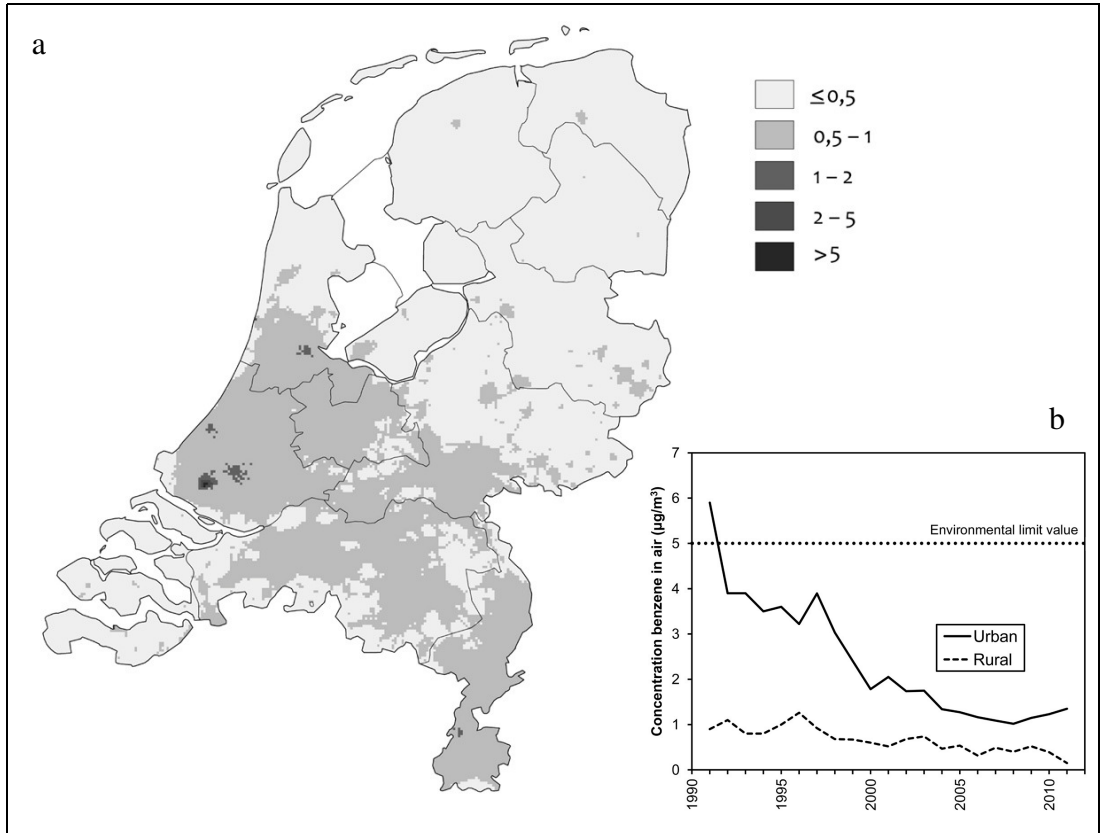 a
≤0,5
0,5 – 1
1 – 2
2 – 5
>5
b
Concentration benzene in air (µg/m³)
7
6
5
4
3
2
1
0
Environmental limit value
Urban
Rural
1990
1995
2000
2005
2010